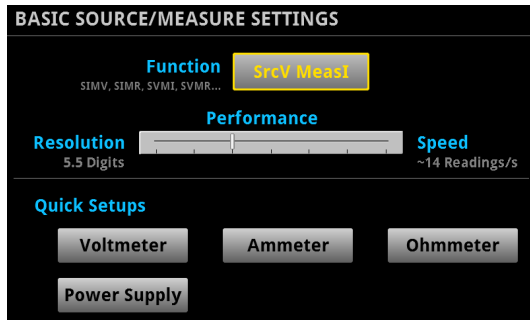 BASIC SOURCE/MEASURE SETTINGS
Function
SrcV MeasI
SIMV, SIMR, SVMI, SVMR...
Performance
Resolution
5.5 Digits
Speed
~14 Readings/s
Quick Setups
Voltmeter
Ammeter
Ohmmeter
Power Supply